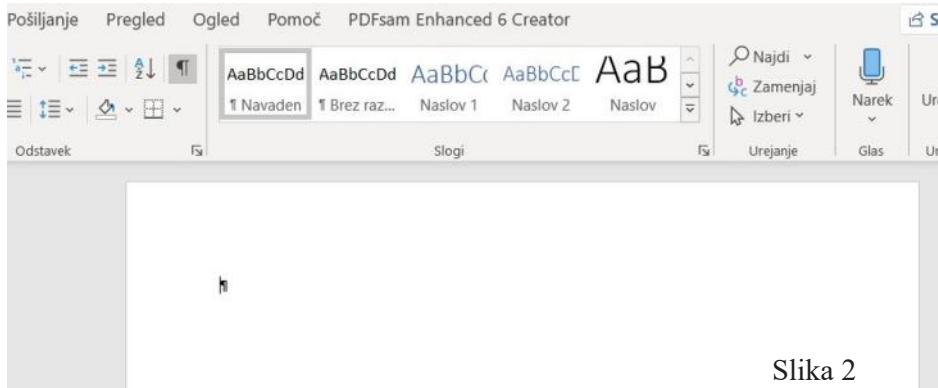 Pošiljanje Pregled Ogled Pomoč PDFsam Enhanced 6 Creator
AaBbCcDd AaBbCcDd AaBbCc AaBbCcE AaB
¶ Navaden ¶ Brez raz... Naslov 1 Naslov 2 Naslov
Najdi
Zamenjaj
Izberi
Narek
Odstavek Slogi Urejanje Glas
¶
Slika 2